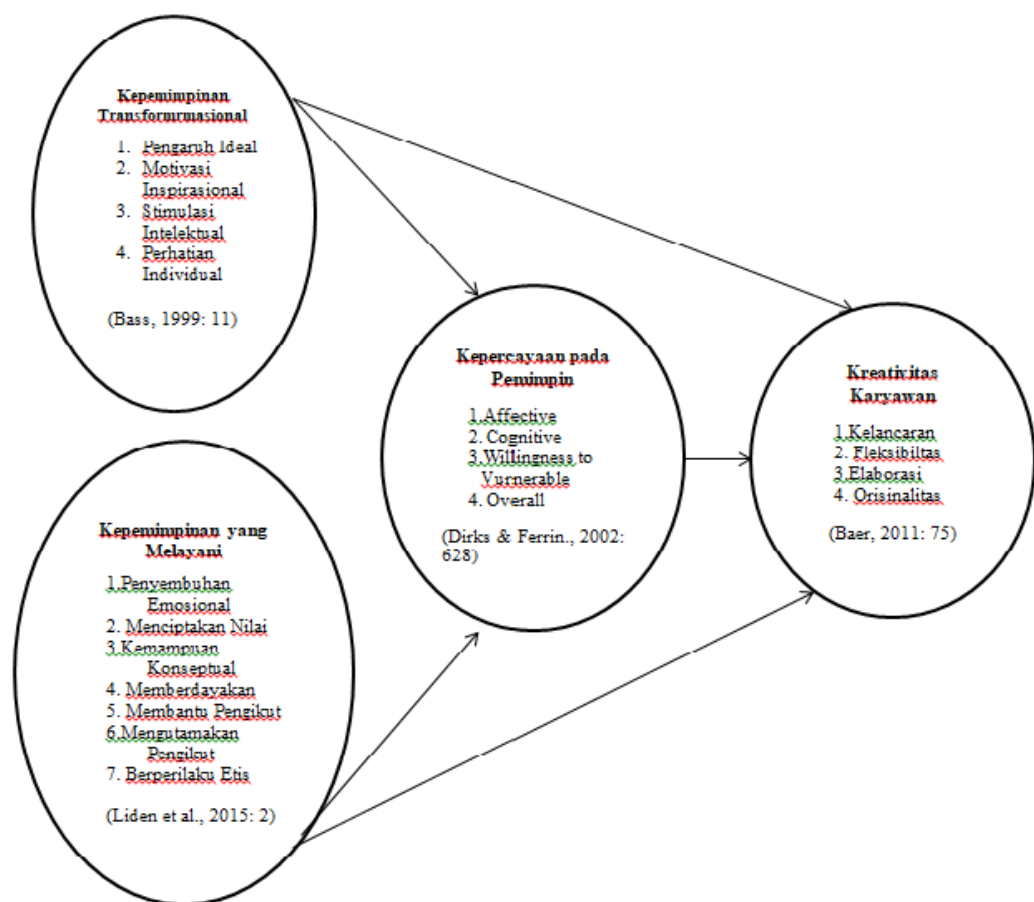 Kepemimpinan
Transformrmasional
1. Pengaruh Ideal
2. Motivasi
Inspirasional
3. Stimulasi
Intelektual
4. Perhatian
Individual
(Bass, 1999: 11)
Kepemimpinan yang
Melayani
1.Penyembuhan
Emosional
2. Menciptakan Nilai
3.Kemampuan
Konseptual
4. Memberdayakan
5. Membantu Pengikut
6.Mengutamakan
Pengikut
7. Berperilaku Etis
(Liden et al., 2015: 2)
Kepercayaan pada
Pemimpin
1.Affective
2. Cognitive
3.Willingness to
Vurnerable
4. Overall
(Dirks & Ferrin., 2002:
628)
Kreativitas
Karyawan
1.Kelancaran
2. Fleksibiltas
3.Elaborasi
4. Orisinalitas
(Baer, 2011: 75)